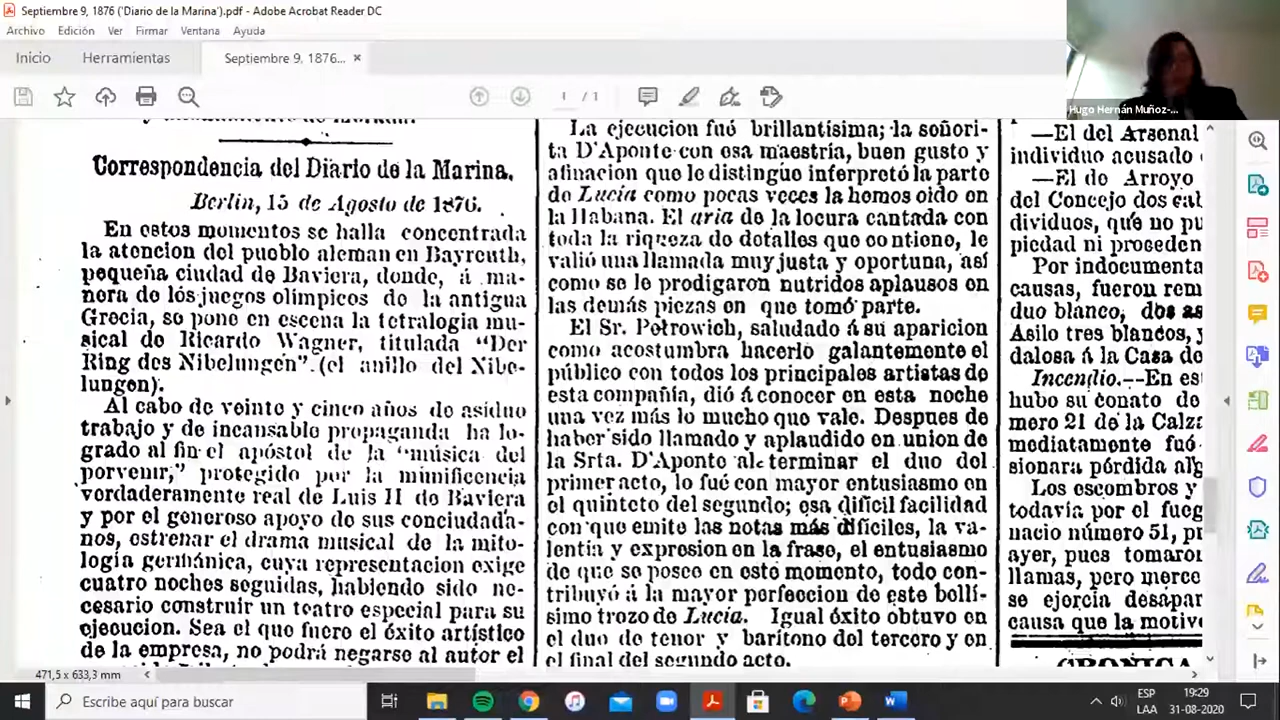 Septiembre 9, 1876 ('Diario de la Marina').pdf - Adobe Acrobat Reader DC
Archivo Edición Ver Firmar Ventana Ayuda
Inicio Herramientas Septiembre 9, 1876... ×
1 / 1
Hugo Hernán Muñoz-...
Correspondencia del Diario de la Marina.
Berlin, 15 de Agosto de 1876.
En estos momentos se halla concentrada
la atencion del pueblo aleman en Bayreuth,
pequeña ciudad de Baviera, donde, á ma-
nera de los juegos olímpicos de la antigua
Grecia, se pone en escena la tetralogia mu-
sical de Ricardo Wagner, titulada “Der
Ring des Nibelungen” (el anillo del Nibe-
lungen).
Al cabo de veinte y cinco años de asiduo
trabajo y de incansable propaganda ha lo-
grado al fin el apóstol de la “música del
porvenir,” protegido por la munificencia
verdaderamente real de Luis II de Baviera
y por el generoso apoyo de sus conciudada-
nos, estrenar el drama musical de la mito-
logía germánica, cuya representacion exige
cuatro noches seguidas, habiendo sido ne-
cesario construir un teatro especial para su
ejecucion. Sea el que fuere el éxito artístico
de la empresa, no podrá negarse al autor el
La ejecucion fué brillantísima; la señori-
ta D'Aponte con esa maestría, buen gusto y
afinacion que le distingue interpretó la parte
de Lucía como pocas veces la hemos oido en
la Habana. El aria de la locura cantada con
toda la riqueza de detalles que contiene, le
valió una llamada muy justa y oportuna, así
como se le prodigaron nutridos aplausos en
las demás piezas en que tomó parte.
El Sr. Petrowich, saludado á su aparicion
como acostumbra hacerlo galantemente el
público con todos los principales artistas de
esta compañía, dió á conocer en esta noche
una vez más lo mucho que vale. Despues de
haber sido llamado y aplaudido en union de
la Srta. D'Aponte al terminar el duo del
primer acto, lo fué con mayor entusiasmo en
el quinteto del segundo; esa difícil facilidad
con que emite las notas más difíciles, la va-
lentía y expresion en la frase, el entusiasmo
de que se posee en este momento, todo con-
tribuyó á la mayor perfeccion de este bellí-
simo trozo de Lucía. Igual éxito obtuvo en
el duo de tenor y barítono del tercero y en
el final del segundo acto.
—El del Arsenal
individuo acusado
—El de Arroyo
del Concejo dos
dividuos, que no pu
piedad ni proceden
Por indocumenta
causas, fueron rem
duo blanco, dos as
Asilo tres blancos, y
dalosa á la Casa de
Incendio.--En es
hubo su conato de
mero 21 de la Calz
mediatamente fué
sionara pérdida alg
Los escombros y
todavía por el fueg
nacio número 51, pr
ayer, pues tomaron
llamas, pero merce
se ejercia desapar
causa que la motivó
CRONICA
471,5 x 633,3 mm
Escribe aquí para buscar
ESP
LAA
19:29
31-08-2020